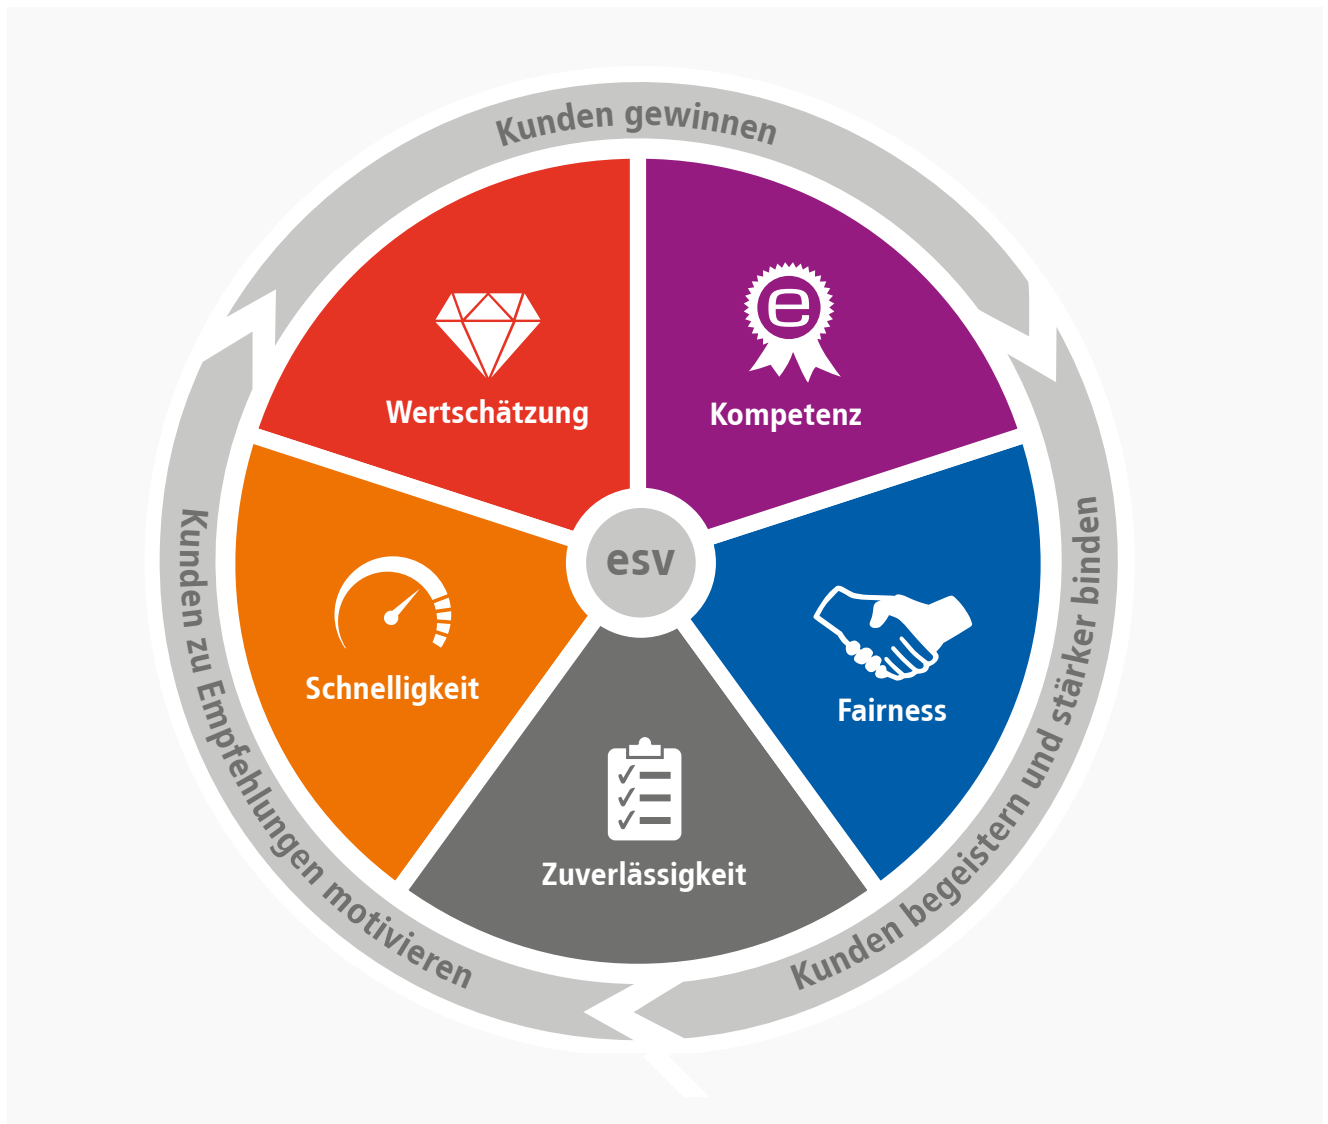 Kunden gewinnen
Wertschätzung
e
Kompetenz
esv
Schnelligkeit
Fairness
Zuverlässigkeit
Kunden begeistern und stärker binden
Kunden zu Empfehlungen motivieren